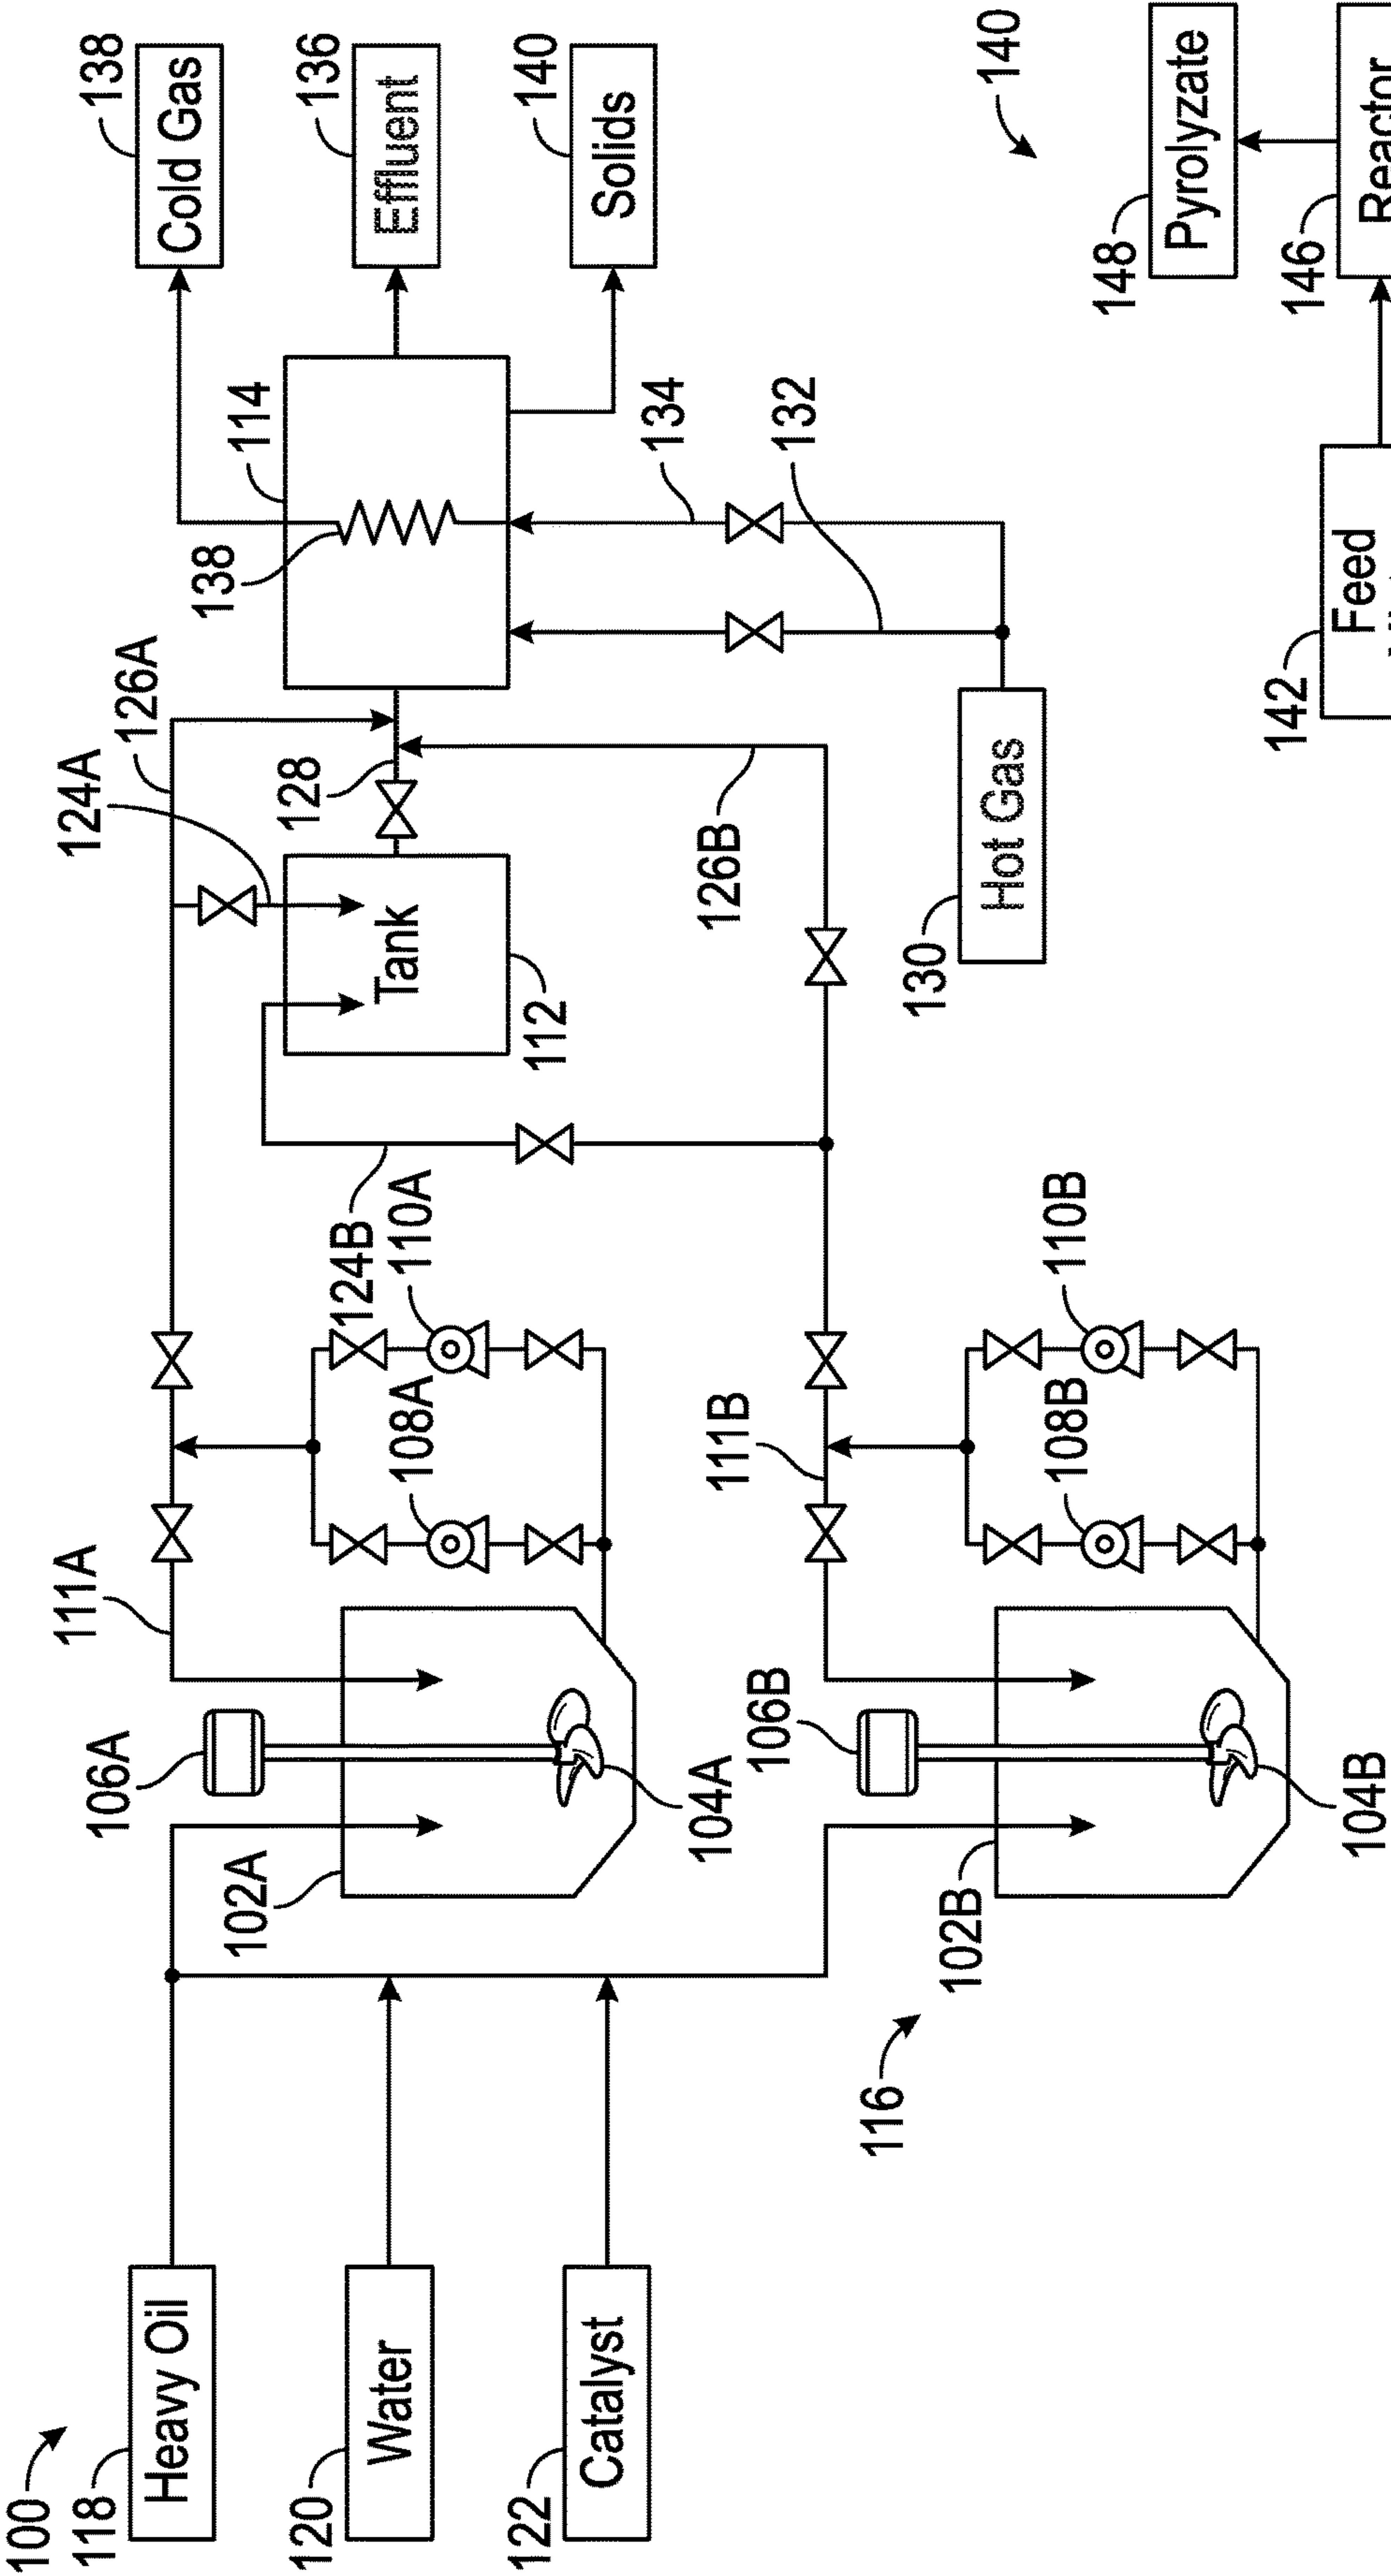 100
118
Heavy Oil
120
Water
122
Catalyst
116
102A
106A
104A
111A
108A
110A
102B
106B
104B
111B
108B
110B
124B
124A
126A
112
Tank
128
126B
130
Hot Gas
132
134
114
138
138
Cold Gas
136
Effluent
140
Solids
140
142
Feed
146
Reactor
148
Pyrolyzate